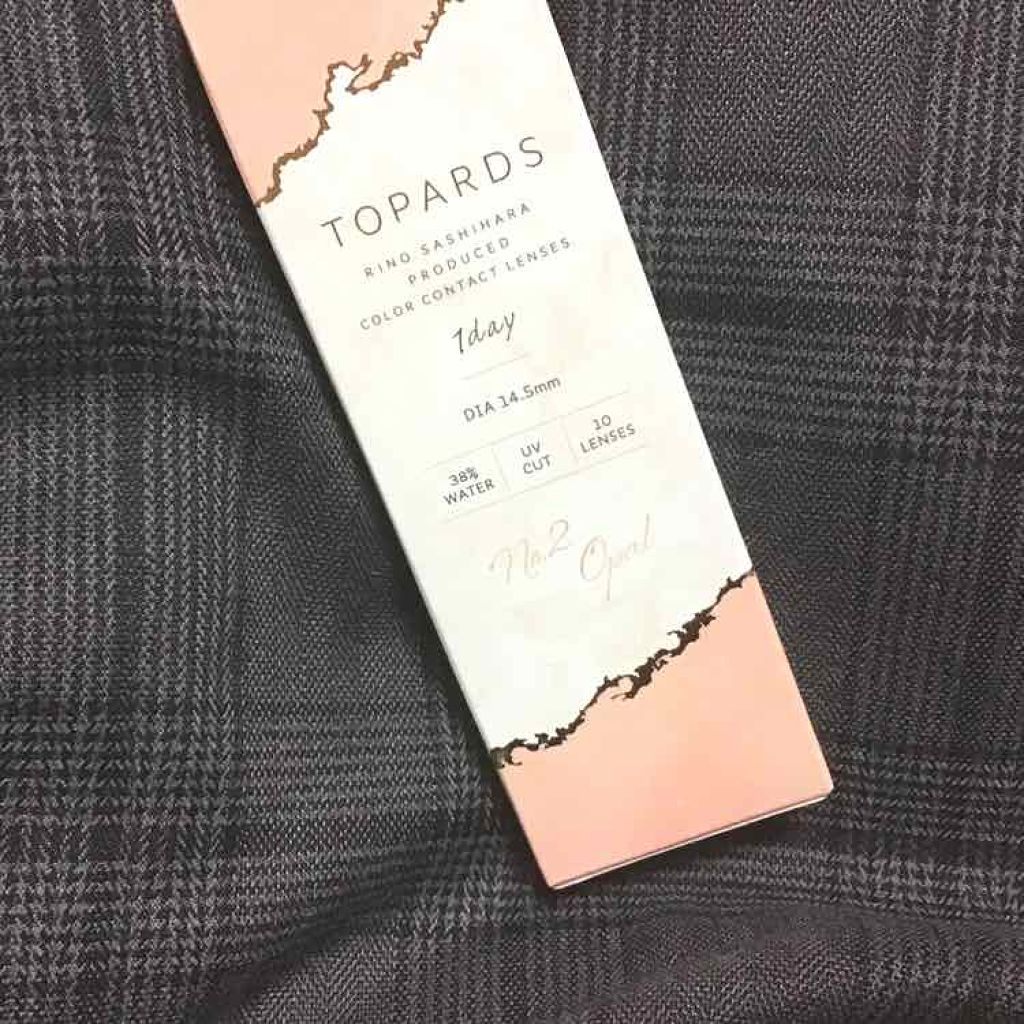 TOPARDS
RINO SASHIHARA
PRODUCED
COLOR CONTACT LENSES
1day
DIA 14.5mm
38%
WATER
UV
CUT
10
LENSES
No.2 Opal